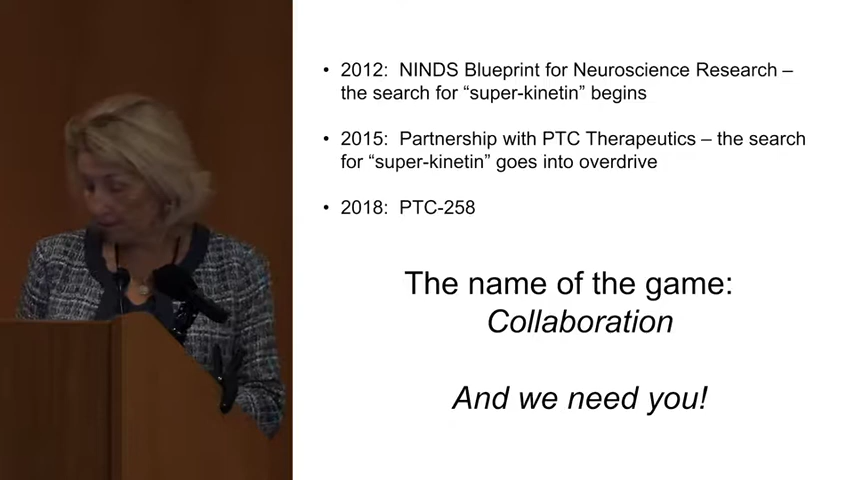 • 2012: NINDS Blueprint for Neuroscience Research –
the search for “super-kinetin” begins
• 2015: Partnership with PTC Therapeutics – the search
for “super-kinetin” goes into overdrive
• 2018: PTC-258
The name of the game:
Collaboration
And we need you!